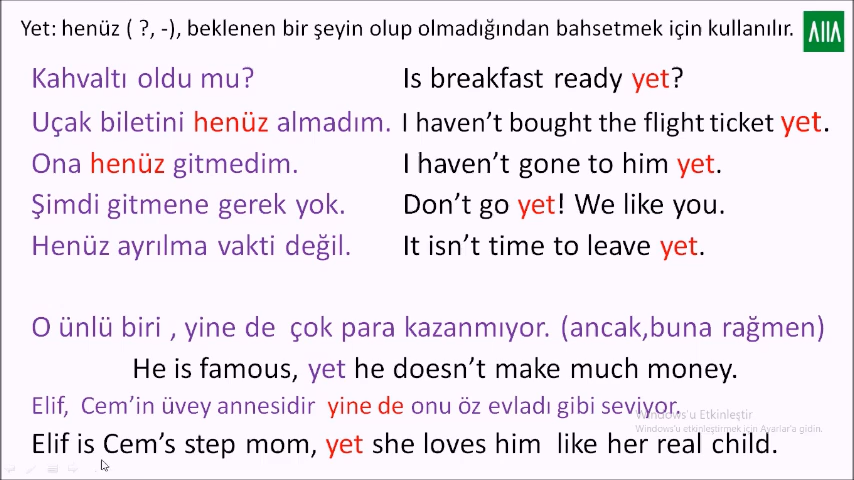 Yet: henüz ( ?, -), beklenen bir şeyin olup olmadığından bahsetmek için kullanılır.
Kahvaltı oldu mu? Is breakfast ready yet?
Uçak biletini henüz almadım. I haven't bought the flight ticket yet.
Ona henüz gitmedim. I haven't gone to him yet.
Şimdi gitmene gerek yok. Don't go yet! We like you.
Henüz ayrılma vakti değil. It isn't time to leave yet.
O ünlü biri , yine de çok para kazanmıyor. (ancak,buna rağmen)
He is famous, yet he doesn't make much money.
Elif, Cem'in üvey annesidir yine de onu öz evladı gibi seviyor.
Windows'u Etkinleştir
Windows'u etkinleştirmek için Ayarlar'a gidin.
Elif is Cem's step mom, yet she loves him like her real child.